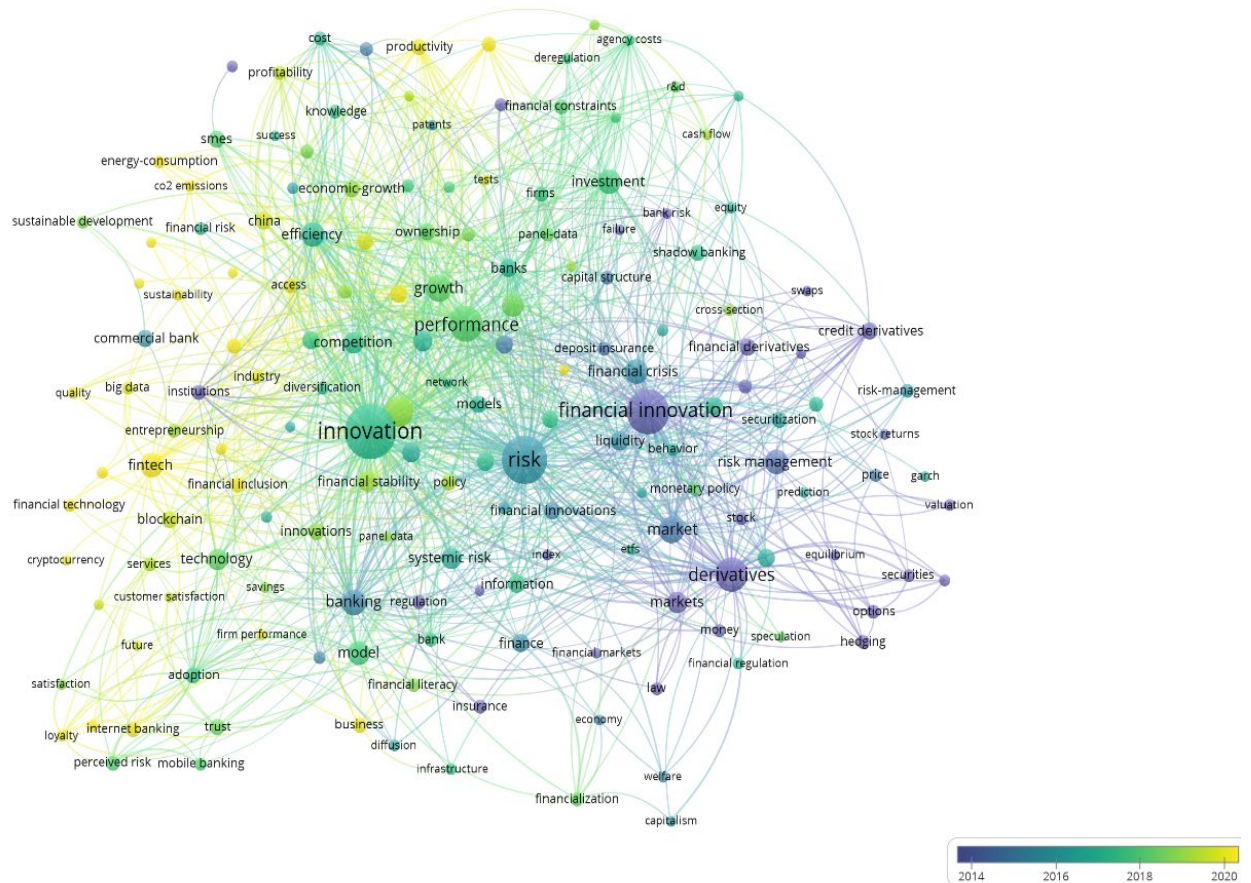 cost
productivity
agency costs
deregulation
profitability
r&d
knowledge
financial constraints
patents
success
cash flow
smes
energy-consumption
tests
investment
co2 emissions
economic-growth
firms
equity
bank risk
sustainable development
financial risk
china
efficiency
ownership
panel-data
failure
shadow banking
banks
capital structure
access
growth
swaps
sustainability
cross-section
performance
commercial bank
competition
credit derivatives
deposit insurance
financial derivatives
financial crisis
industry
diversification
network
quality
big data
institutions
risk-management
models
financial innovation
entrepreneurship
innovation
securitization
stock returns
liquidity
behavior
fintech
risk
risk management
financial inclusion
financial stability
policy
price
garch
monetary policy
prediction
financial technology
financial innovations
valuation
blockchain
stock
innovations
market
panel data
etfs
index
equilibrium
cryptocurrency
services
technology
systemic risk
information
derivatives
securities
savings
customer satisfaction
banking
regulation
markets
options
future
firm performance
bank
finance
money
speculation
hedging
model
financial markets
financial regulation
adoption
satisfaction
financial literacy
law
insurance
loyalty
internet banking
trust
business
economy
diffusion
perceived risk
mobile banking
infrastructure
welfare
financialization
capitalism
2014
2016
2018
2020